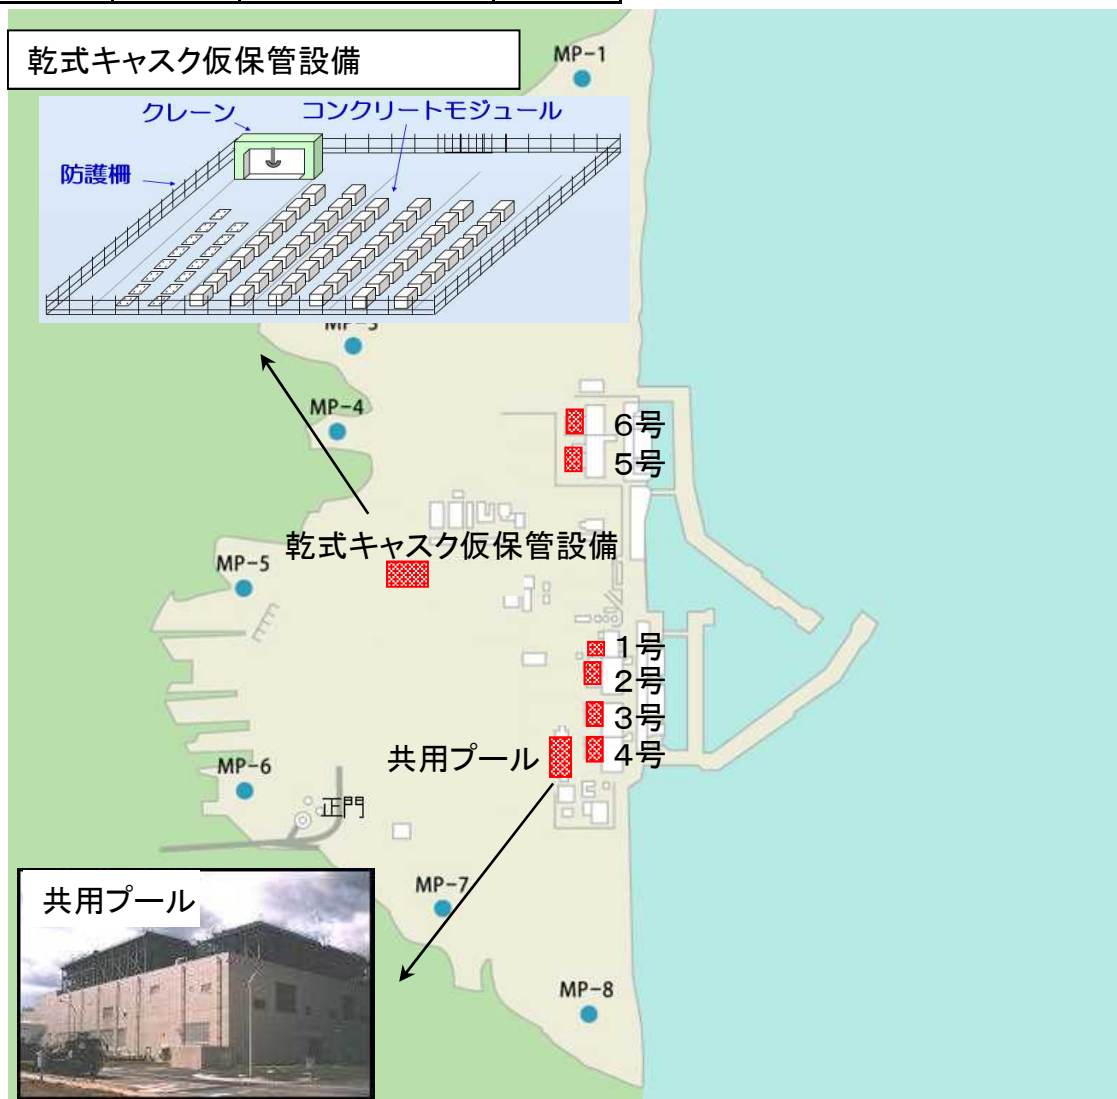 乾式キャスク仮保管設備
MP-1
クレーン
コンクリートモジュール
防護柵
MP-3
MP-4
6号
5号
乾式キャスク仮保管設備
MP-5
1号
2号
3号
共用プール
4号
MP-6
正門
MP-7
共用プール
MP-8